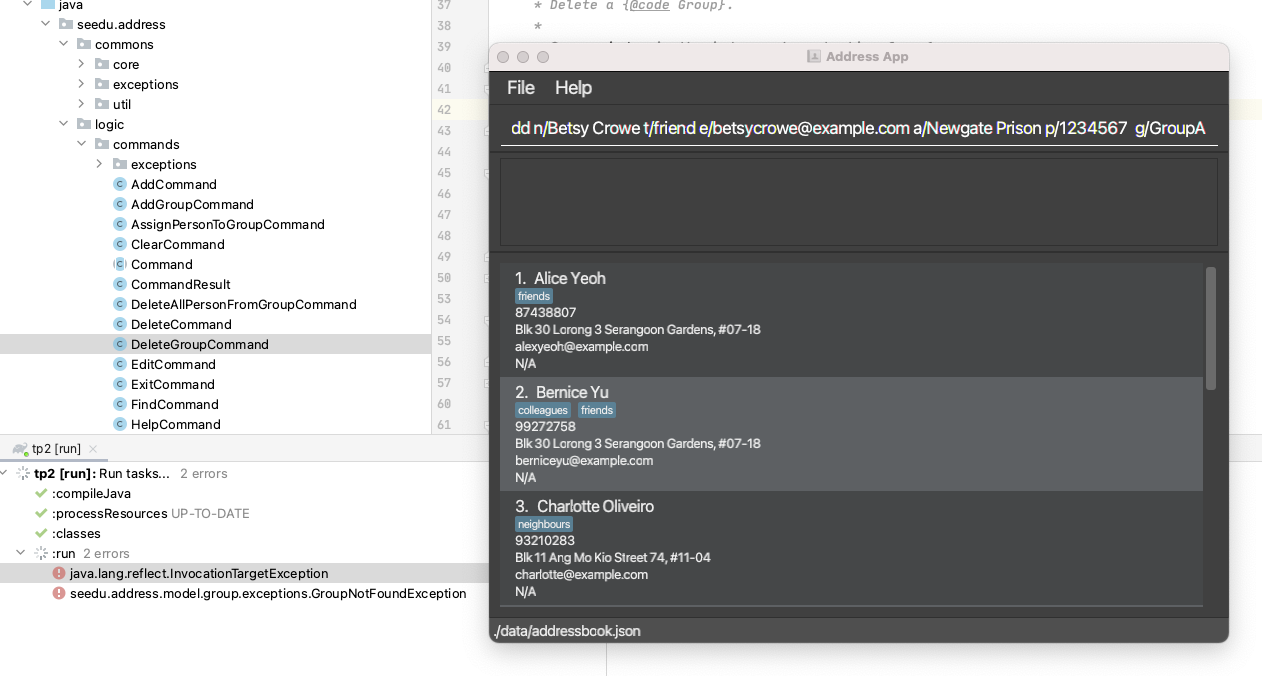 java
seedu.address
commons
core
exceptions
util
logic
commands
exceptions
AddCommand
AddGroupCommand
AssignPersonToGroupCommand
ClearCommand
Command
CommandResult
DeleteAllPersonFromGroupCommand
DeleteCommand
DeleteGroupCommand
EditCommand
ExitCommand
FindCommand
HelpCommand
37 * Delete a {@code Group}.
38 *
39
40
41
42
43
44
45
46
47
48
49
50
53
54
55
56
57
60
61
Address App
File Help
dd n/Betsy Crowe t/friend e/betsycrowe@example.com a/Newgate Prison p/1234567 g/GroupA
1. Alice Yeoh
friends
87438807
Blk 30 Lorong 3 Serangoon Gardens, #07-18
alexyeoh@example.com
N/A
2. Bernice Yu
colleagues friends
99272758
Blk 30 Lorong 3 Serangoon Gardens, #07-18
berniceyu@example.com
N/A
3. Charlotte Oliveiro
neighbours
93210283
Blk 11 Ang Mo Kio Street 74, #11-04
charlotte@example.com
N/A
./data/addressbook.json
tp2 [run]
tp2 [run]: Run tasks... 2 errors
:compileJava
:processResources UP-TO-DATE
:classes
:run 2 errors
java.lang.reflect.InvocationTargetException
seedu.address.model.group.exceptions.GroupNotFoundException